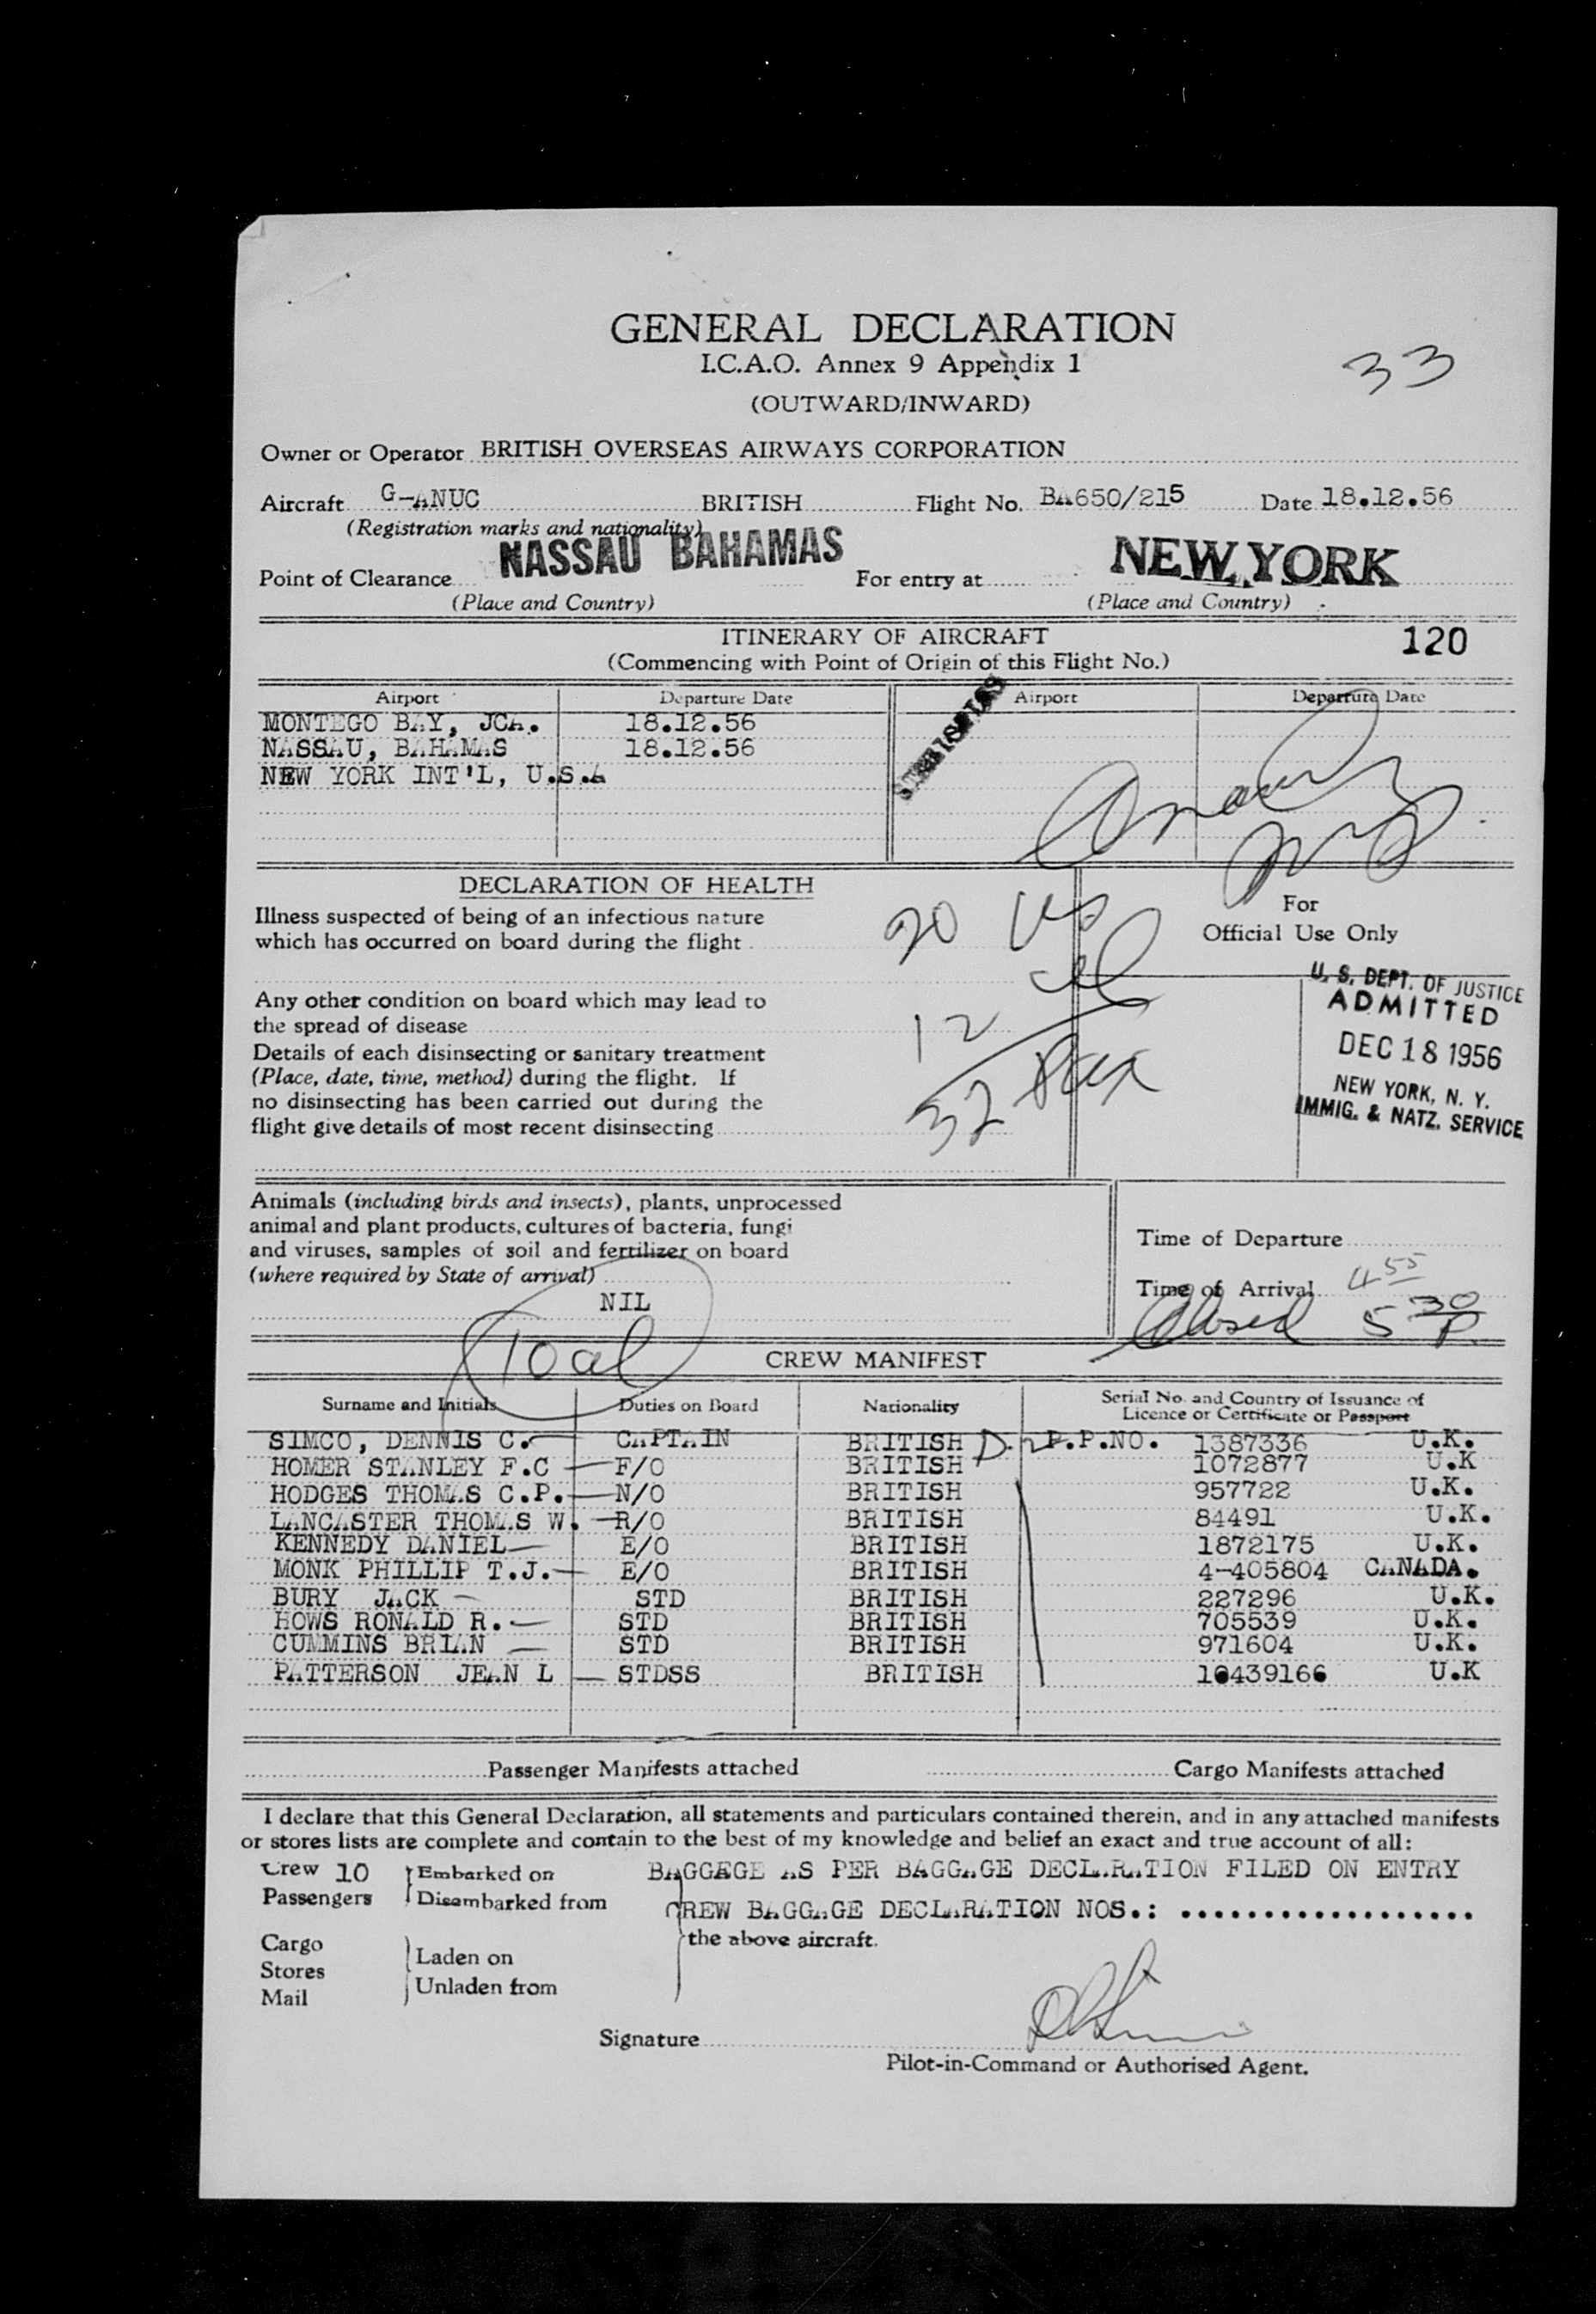 GENERAL DECLARATION
I.C.A.O. Annex 9 Appendix 1
33
(OUTWARD/INWARD)
Owner or Operator BRITISH OVERSEAS AIRWAYS CORPORATION
Aircraft G-ANUC BRITISH Flight No. BA650/215 Date 18.12.56
(Registration marks and nationality)
Point of Clearance NASSAU BAHAMAS For entry at NEW YORK
(Place and Country) (Place and Country)
ITINERARY OF AIRCRAFT 120
(Commencing with Point of Origin of this Flight No.)
Airport Departure Date Airport Departure Date
MONTEGO BAY, JCA. 18.12.56
NASSAU, BAHAMAS 18.12.56
NEW YORK INT'L, U.S.A
DECLARATION OF HEALTH
Illness suspected of being of an infectious nature
which has occurred on board during the flight
20 US
For
Official Use Only
Any other condition on board which may lead to
the spread of disease
12
Details of each disinsecting or sanitary treatment
(Place, date, time, method) during the flight. If
no disinsecting has been carried out during the
flight give details of most recent disinsecting
32 Pax
U. S. DEPT. OF JUSTICE
ADMITTED
DEC 18 1956
NEW YORK, N. Y.
IMMIG. & NATZ. SERVICE
Animals (including birds and insects), plants, unprocessed
animal and plant products, cultures of bacteria, fungi
and viruses, samples of soil and fertilizer on board
(where required by State of arrival)
NIL
Time of Departure
Time of Arrival 4 55
Closed 5 30 P.
Toal
CREW MANIFEST
Surname and Initials Duties on Board Nationality Serial No. and Country of Issuance of
Licence or Certificate or Passport
SIMCO, DENNIS C. CAPTAIN BRITISH P.P.NO. 1387336 U.K.
HOMER STANLEY F.C F/O BRITISH 1072877 U.K
HODGES THOMAS C.P. N/O BRITISH 957722 U.K.
LANCASTER THOMAS W. R/O BRITISH 84491 U.K.
KENNEDY DANIEL E/O BRITISH 1872175 U.K.
MONK PHILLIP T.J. E/O BRITISH 4-405804 CANADA.
BURY JACK STD BRITISH 227296 U.K.
HOWS RONALD R. STD BRITISH 705539 U.K.
CUMMINS BRIAN STD BRITISH 971604 U.K.
PATTERSON JEAN L STDSS BRITISH 10439166 U.K
Passenger Manifests attached Cargo Manifests attached
I declare that this General Declaration, all statements and particulars contained therein, and in any attached manifests
or stores lists are complete and contain to the best of my knowledge and belief an exact and true account of all:
Crew 10 Embarked on BAGGAGE AS PER BAGGAGE DECLARATION FILED ON ENTRY
Passengers Disembarked from CREW BAGGAGE DECLARATION NOS.: ..................
the above aircraft.
Cargo
Stores
Mail
Laden on
Unladen from
Signature
Pilot-in-Command or Authorised Agent.